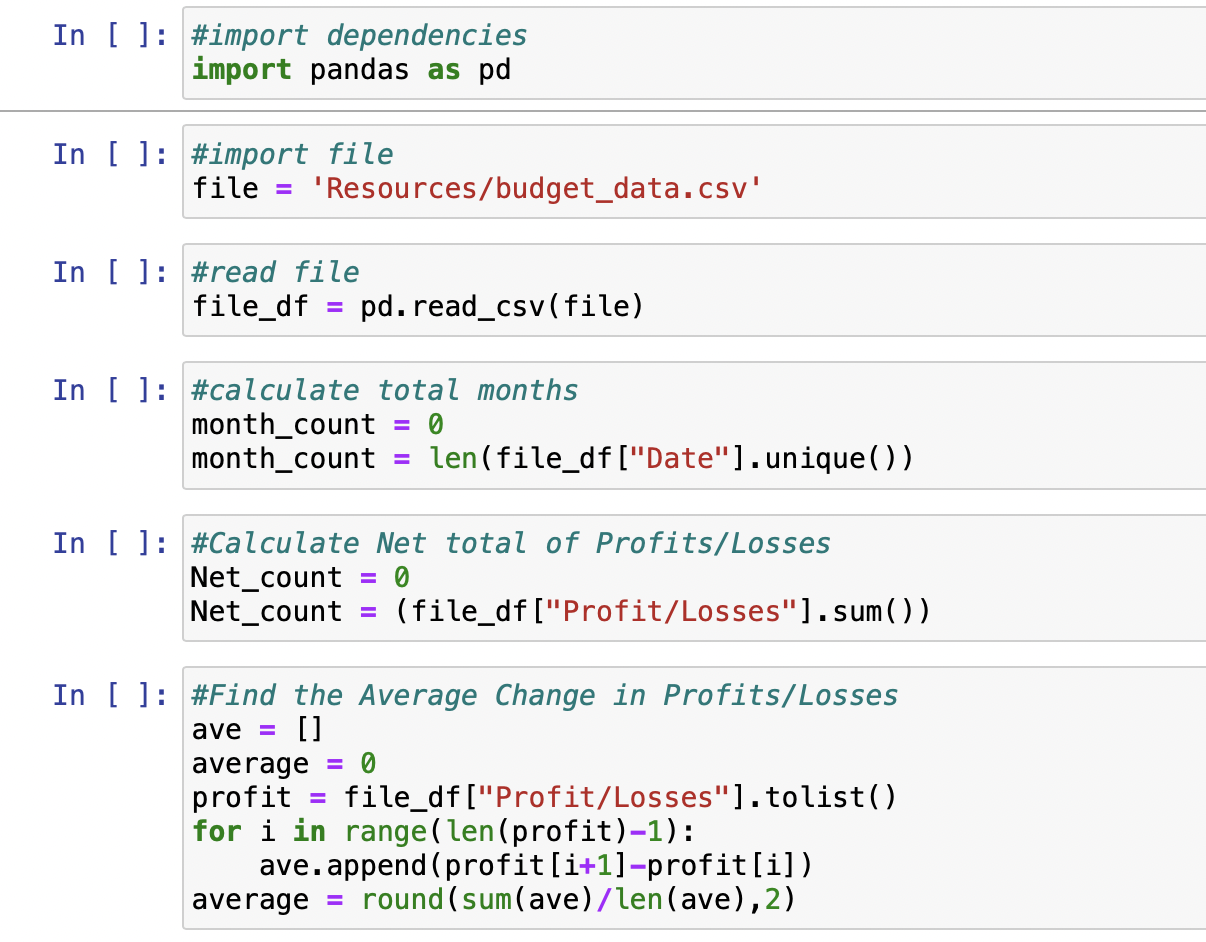 In [ ]: #import dependencies
import pandas as pd
In [ ]: #import file
file = 'Resources/budget_data.csv'
In [ ]: #read file
file_df = pd.read_csv(file)
In [ ]: #calculate total months
month_count = 0
month_count = len(file_df["Date"].unique())
In [ ]: #Calculate Net total of Profits/Losses
Net_count = 0
Net_count = (file_df["Profit/Losses"].sum())
In [ ]: #Find the Average Change in Profits/Losses
ave = []
average = 0
profit = file_df["Profit/Losses"].tolist()
for i in range(len(profit)-1):
    ave.append(profit[i+1]-profit[i])
average = round(sum(ave)/len(ave),2)